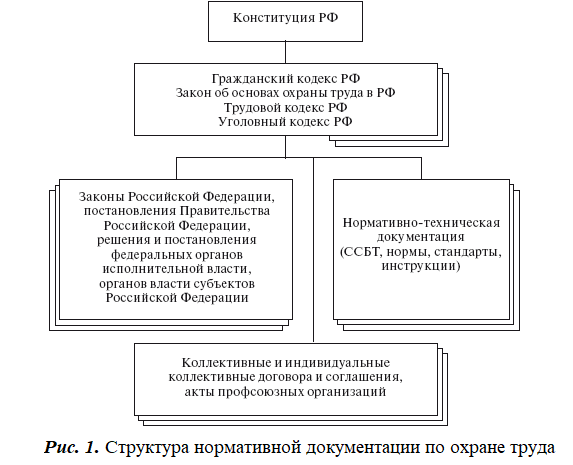 Конституция РФ
Гражданский кодекс РФ
Закон об основах охраны труда в РФ
Трудовой кодекс РФ
Уголовный кодекс РФ
Законы Российской Федерации,
постановления Правительства
Российской Федерации,
решения и постановления
федеральных органов
исполнительной власти,
органов власти субъектов
Российской Федерации
Нормативно-техническая
документация
(ССБТ, нормы, стандарты,
инструкции)
Коллективные и индивидуальные
коллективные договора и соглашения,
акты профсоюзных организаций
Рис. 1. Структура нормативной документации по охране труда